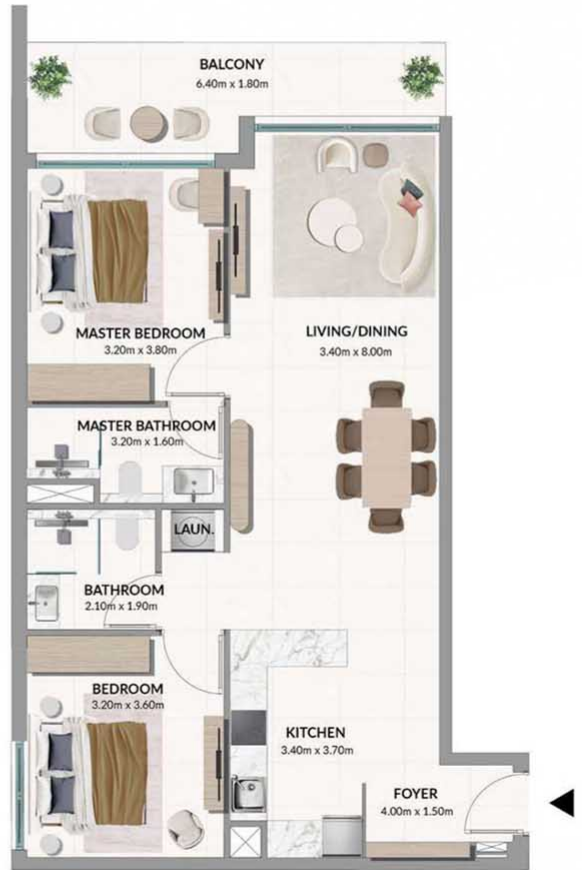 BALCONY
6.40m x 1.80m
MASTER BEDROOM
3.20m x 3.80m
LIVING/DINING
3.40m x 8.00m
MASTER BATHROOM
3.20m x 1.60m
LAUN.
BATHROOM
2.10m x 1.90m
BEDROOM
3.20m x 3.60m
KITCHEN
3.40m x 3.70m
FOYER
4.00m x 1.50m